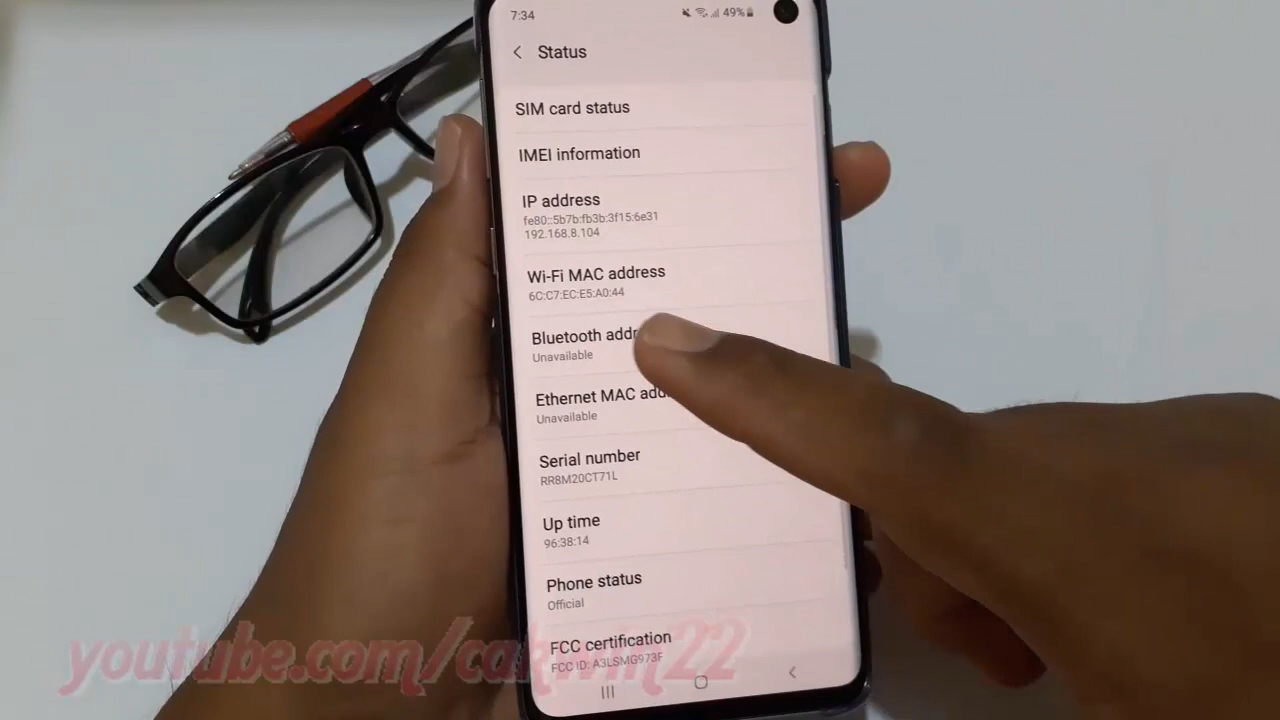 7:34
49%
Status
SIM card status
IMEI information
IP address
fe80::5b7b:fb3b:3f15:6e31
192.168.8.104
Wi-Fi MAC address
6C:C7:EC:E5:A0:44
Bluetooth addr
Unavailable
Ethernet MAC add
Unavailable
Serial number
RR8M20CT71L
Up time
96:38:14
Phone status
Official
FCC certification
FCC ID: A3LSMG973F
youtube.com/cakwin22